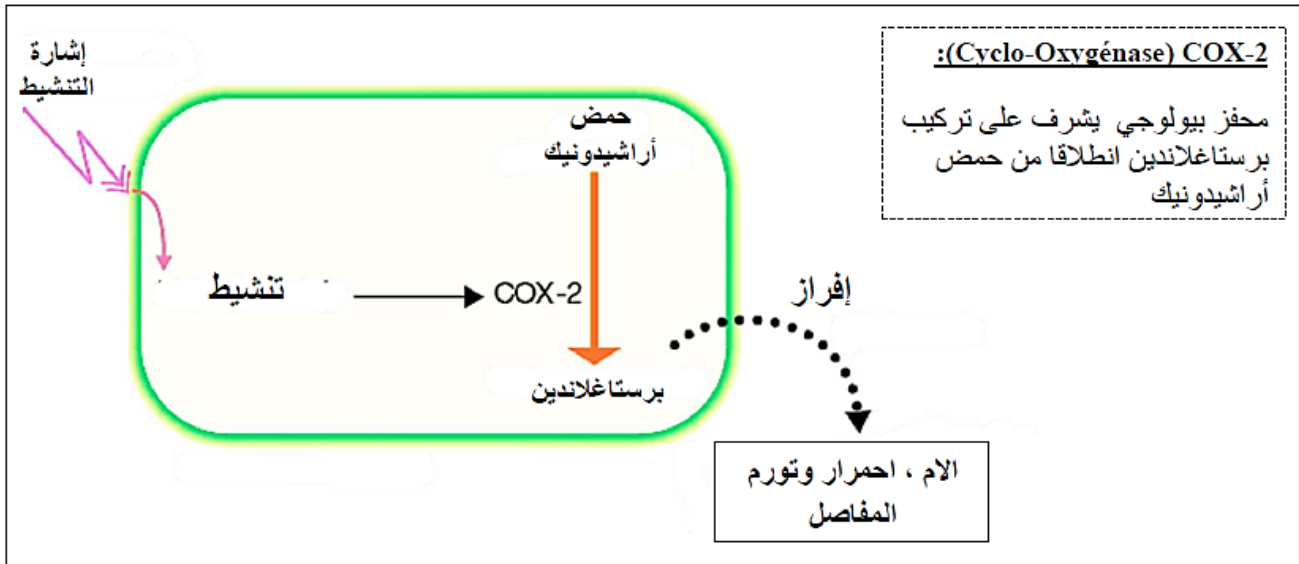 إشارة
التنشيط
حمض
أراشيدونيك
تنشيط
COX-2
برستاغلاندين
إفراز
الام ، احمرار وتورم
المفاصل
COX-2 (Cyclo-Oxygénase):
محفز بيولوجي يشرف على تركيب
برستاغلاندين انطلاقا من حمض
أراشيدونيك